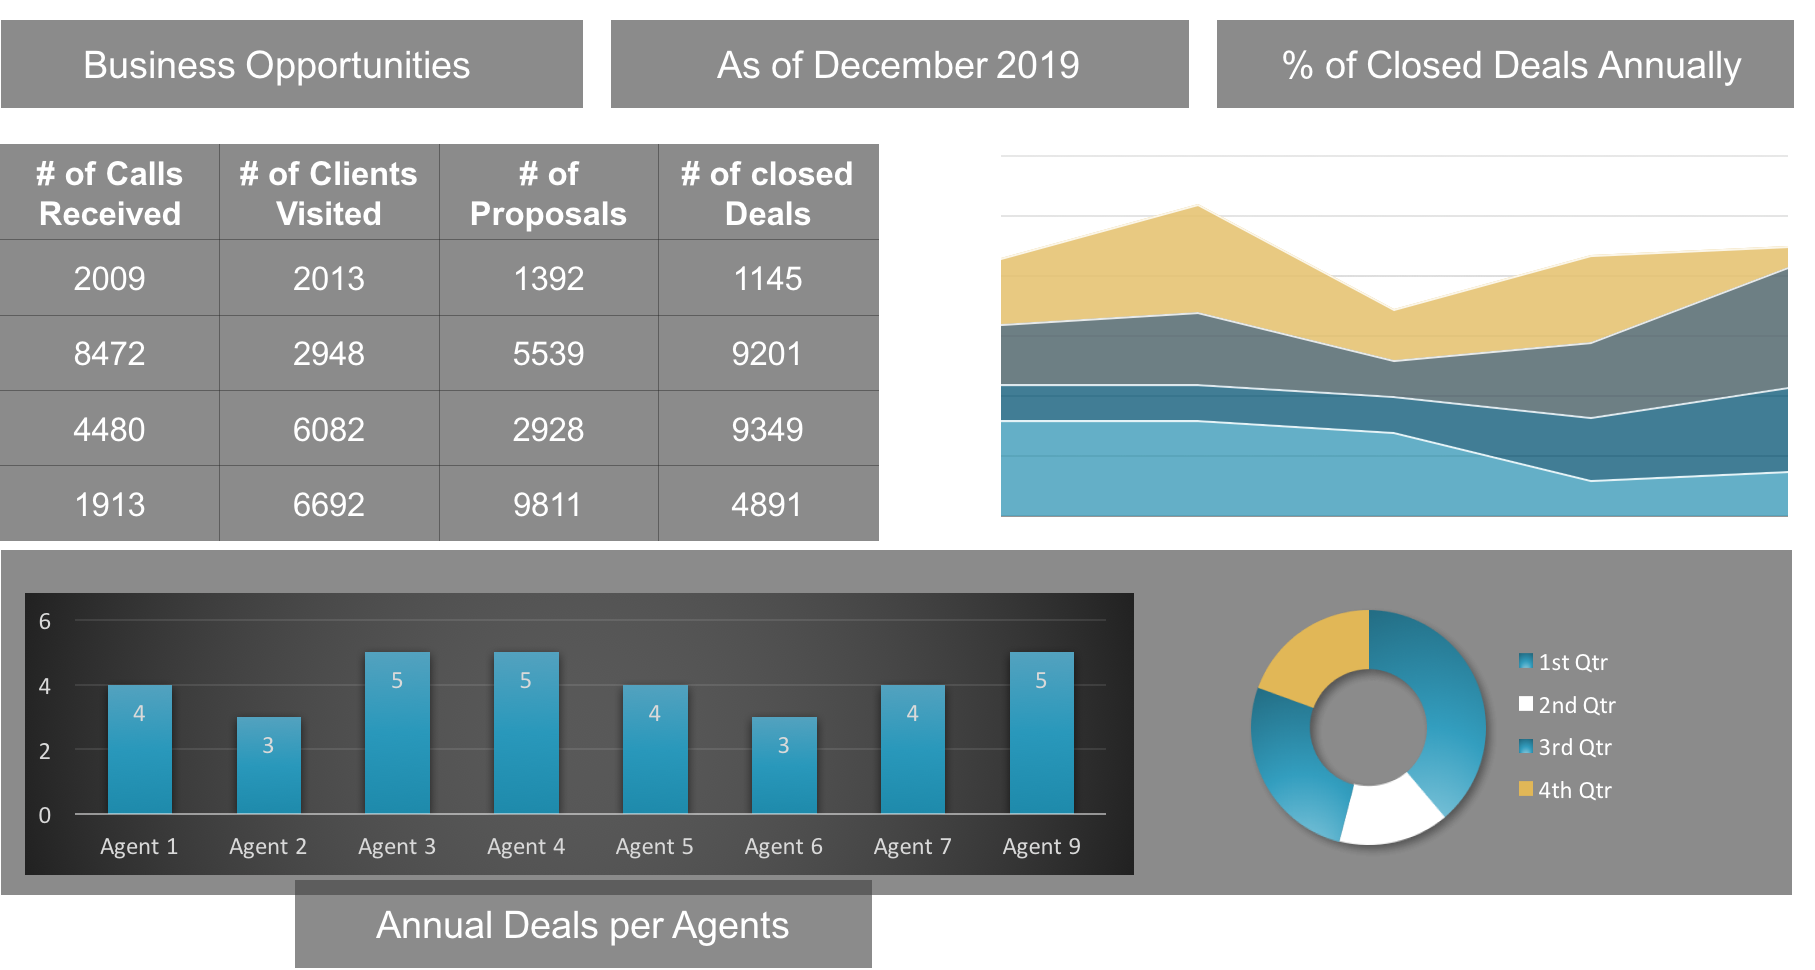 Business Opportunities
As of December 2019
% of Closed Deals Annually
# of Calls
Received
# of Clients
Visited
# of
Proposals
# of closed
Deals
2009 2013 1392 1145
8472 2948 5539 9201
4480 6082 2928 9349
1913 6692 9811 4891
6
4
2
0
4 3 5 5 4 3 4 5
Agent 1 Agent 2 Agent 3 Agent 4 Agent 5 Agent 6 Agent 7 Agent 9
1st Qtr
2nd Qtr
3rd Qtr
4th Qtr
Annual Deals per Agents